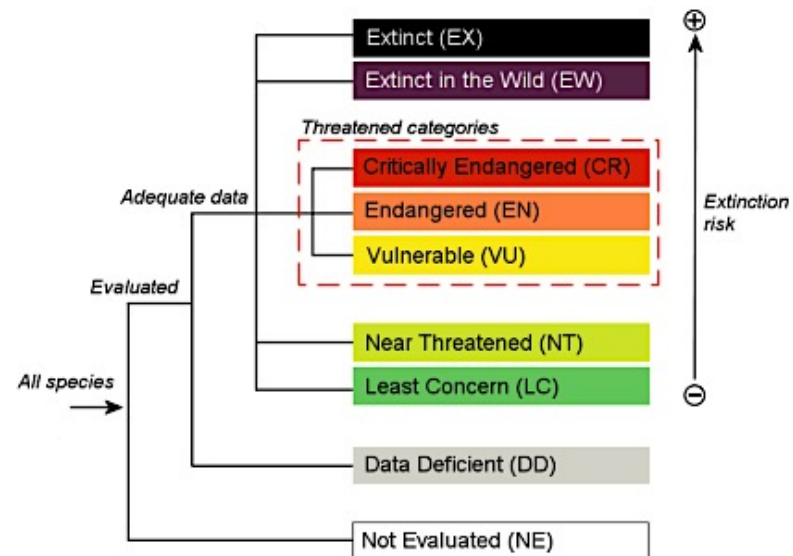 Extinct (EX)
Extinct in the Wild (EW)
Threatened categories
Critically Endangered (CR)
Adequate data
Endangered (EN)
Extinction
risk
Vulnerable (VU)
Evaluated
Near Threatened (NT)
All species
Least Concern (LC)
Data Deficient (DD)
Not Evaluated (NE)